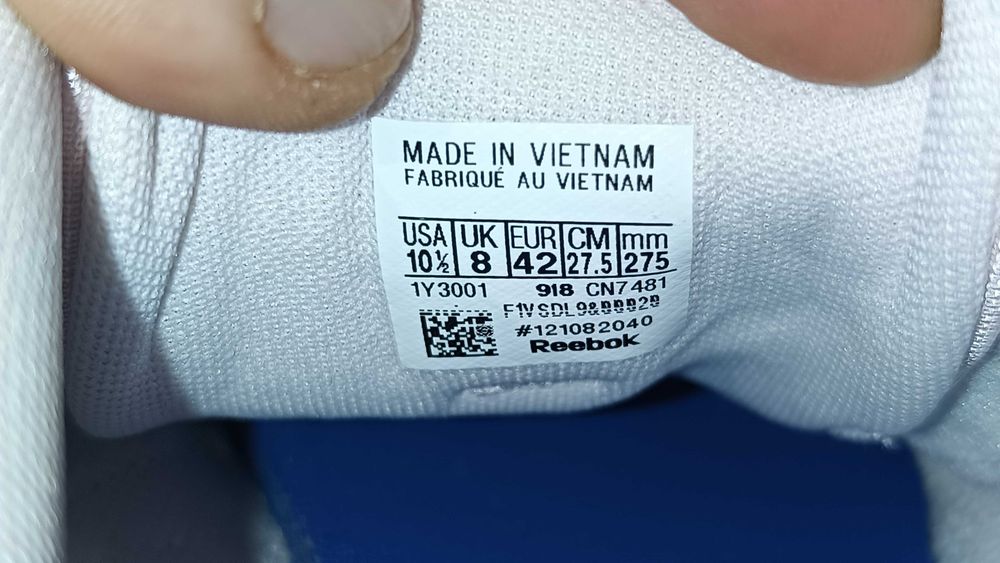 MADE IN VIETNAM
FABRIQUÉ AU VIETNAM
USA UK EUR CM mm
10½ 8 42 27.5 275
1Y3001 918 CN7481
#121082040
Reebok